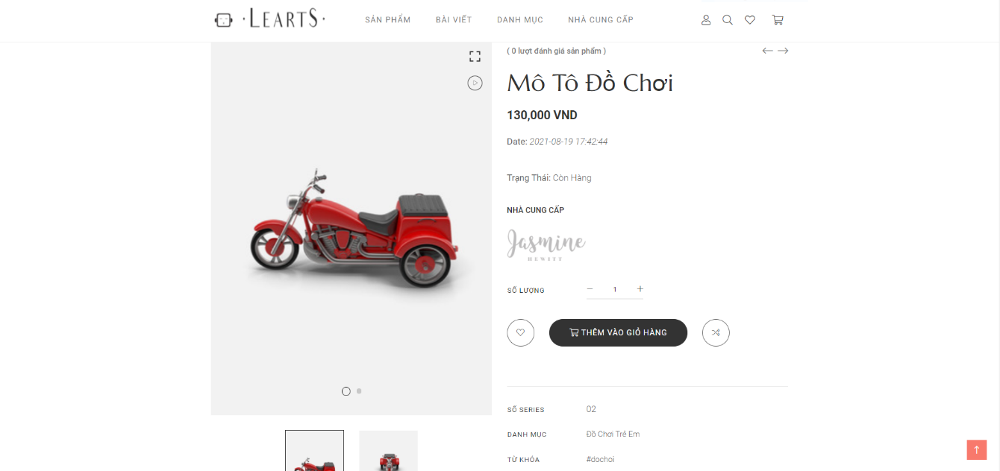 ·LEARTS·
SẢN PHẨM
BÀI VIẾT
DANH MỤC
NHÀ CUNG CẤP
( 0 lượt đánh giá sản phẩm )
Mô Tô Đồ Chơi
130,000 VND
Date: 2021-08-19 17:42:44
Trạng Thái: Còn Hàng
NHÀ CUNG CẤP
Jasmine
HEWITT
SỐ LƯỢNG
− 1 +
THÊM VÀO GIỎ HÀNG
SỐ SERIES 02
DANH MỤC Đồ Chơi Trẻ Em
TỪ KHÓA #dochoi